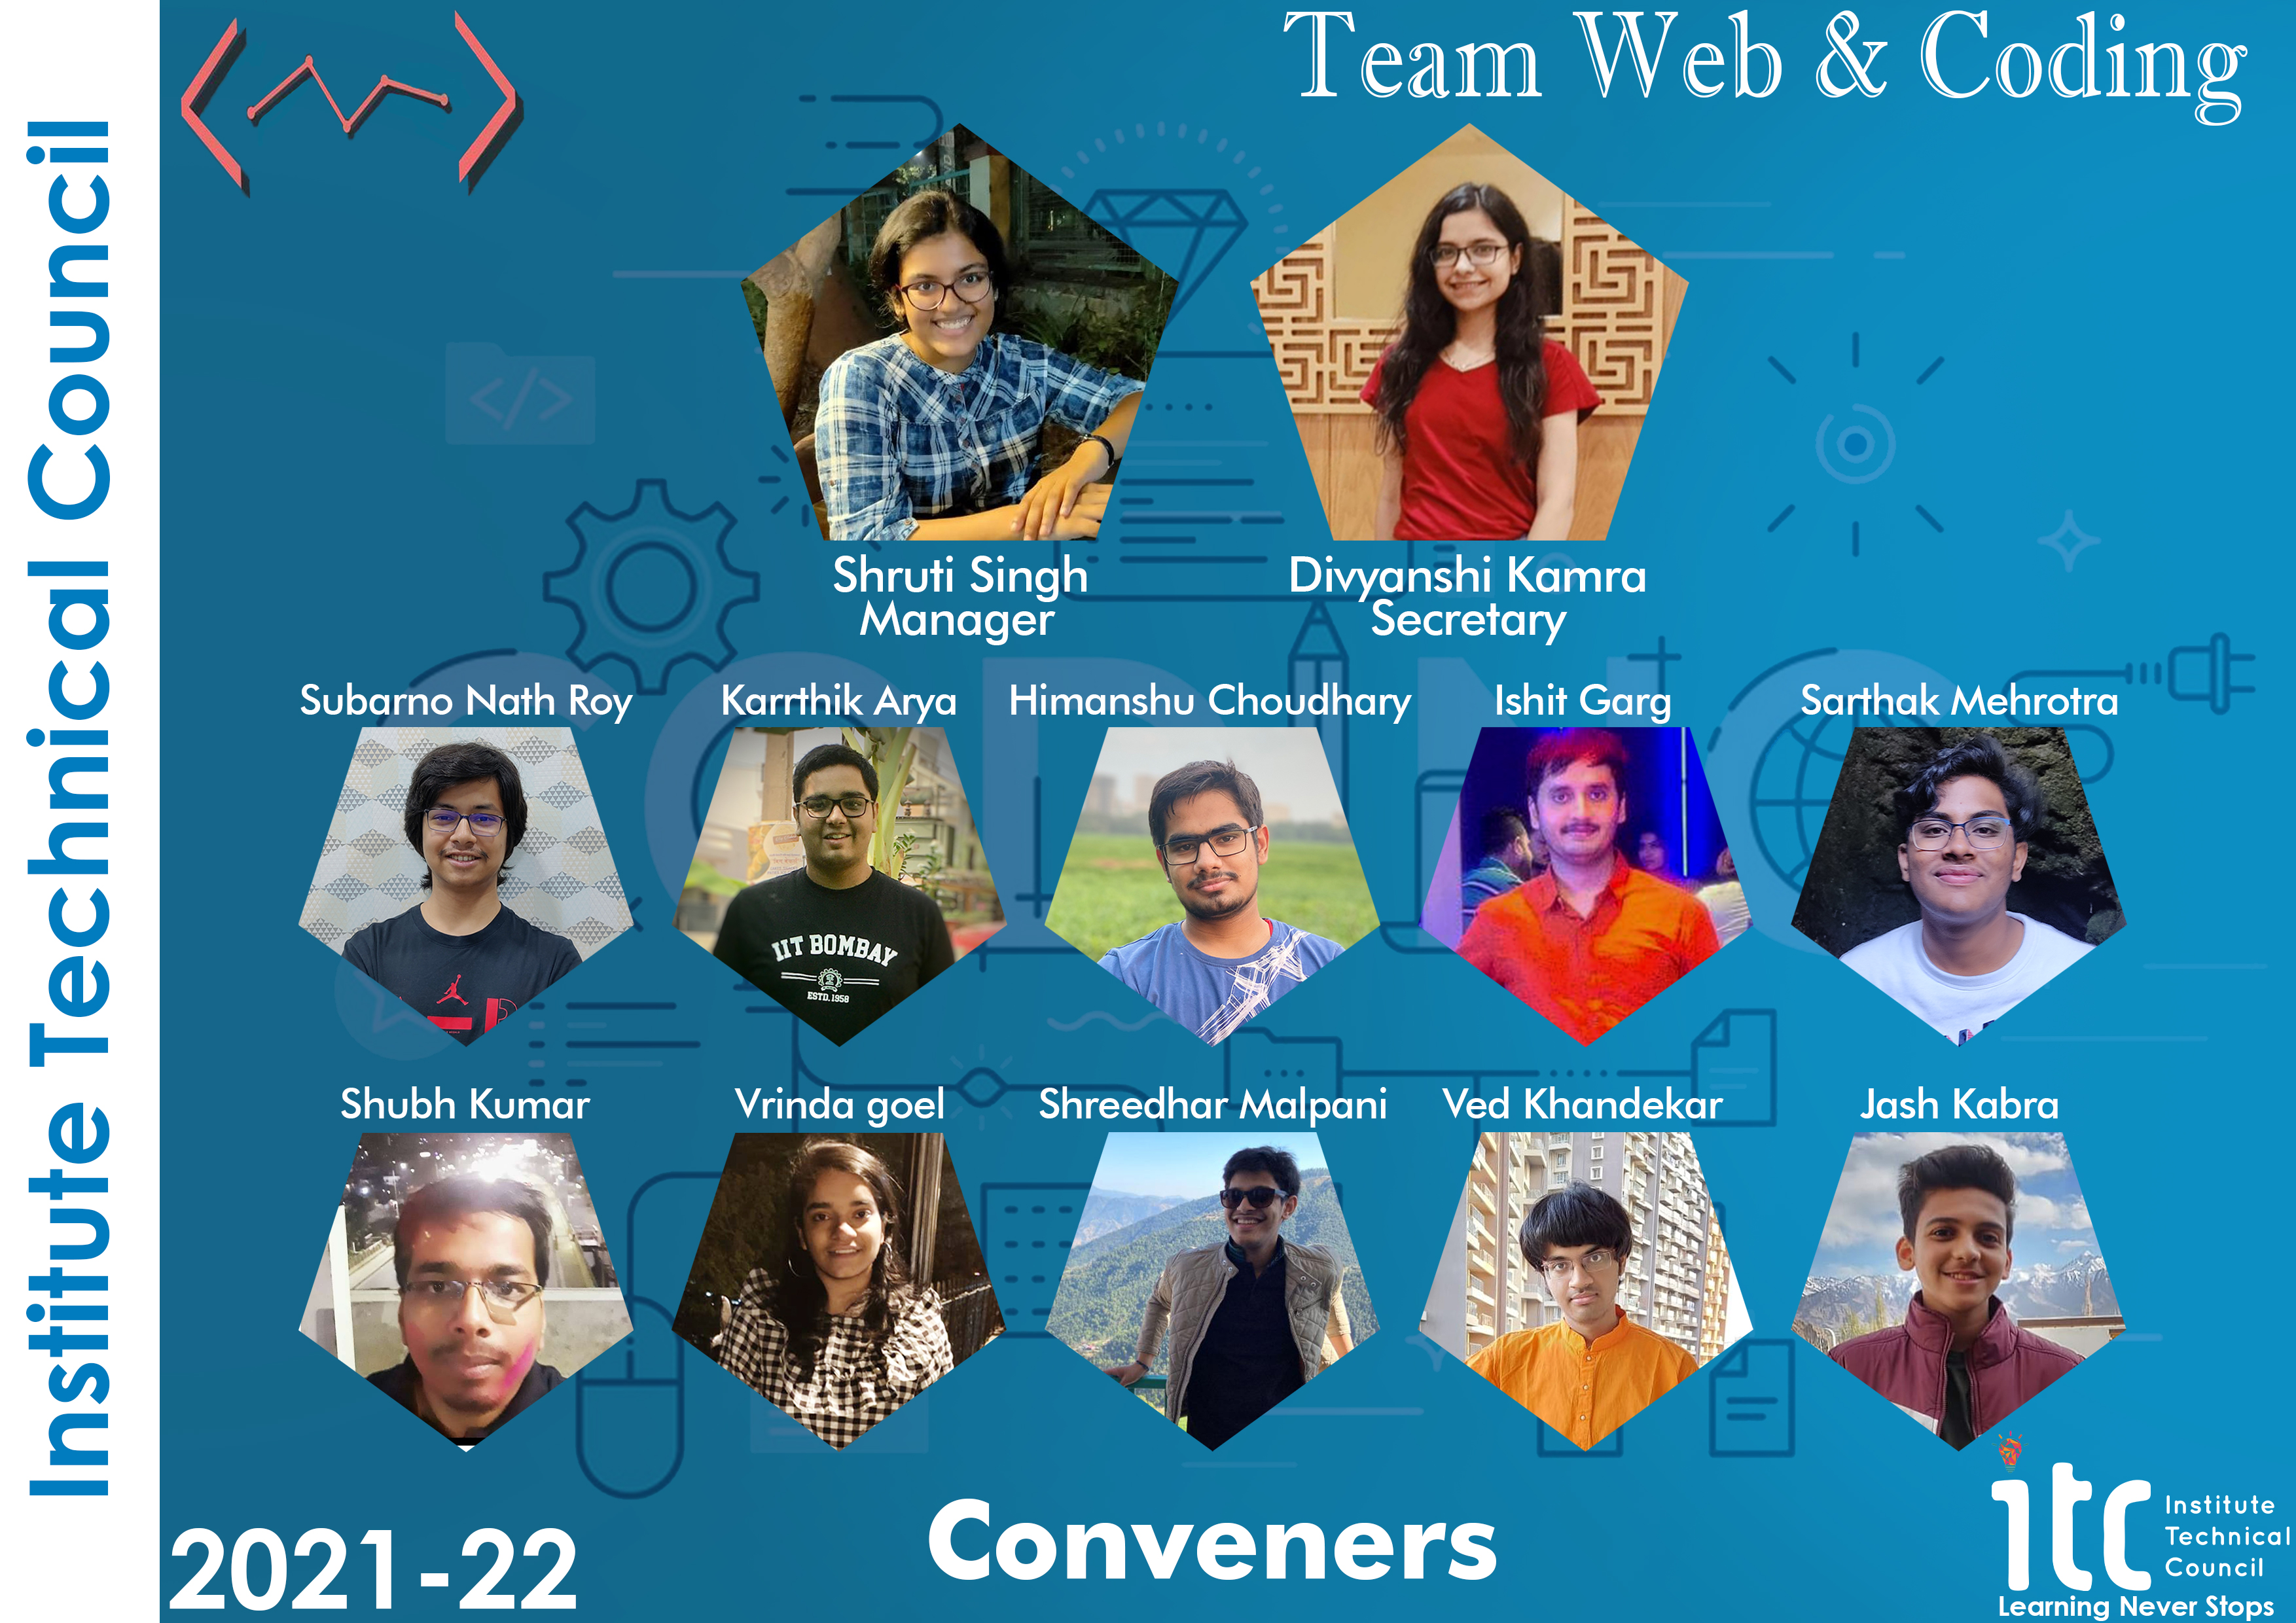 Institute Technical Council
Team Web & Coding
Shruti Singh
Manager
Divyanshi Kamra
Secretary
Subarno Nath Roy
Karrthik Arya
Himanshu Choudhary
Ishit Garg
Sarthak Mehrotra
IIT BOMBAY
ESTD. 1958
Shubh Kumar
Vrinda goel
Shreedhar Malpani
Ved Khandekar
Jash Kabra
CODING
</>
2021-22
Conveners
itc
Institute
Technical
Council
Learning Never Stops